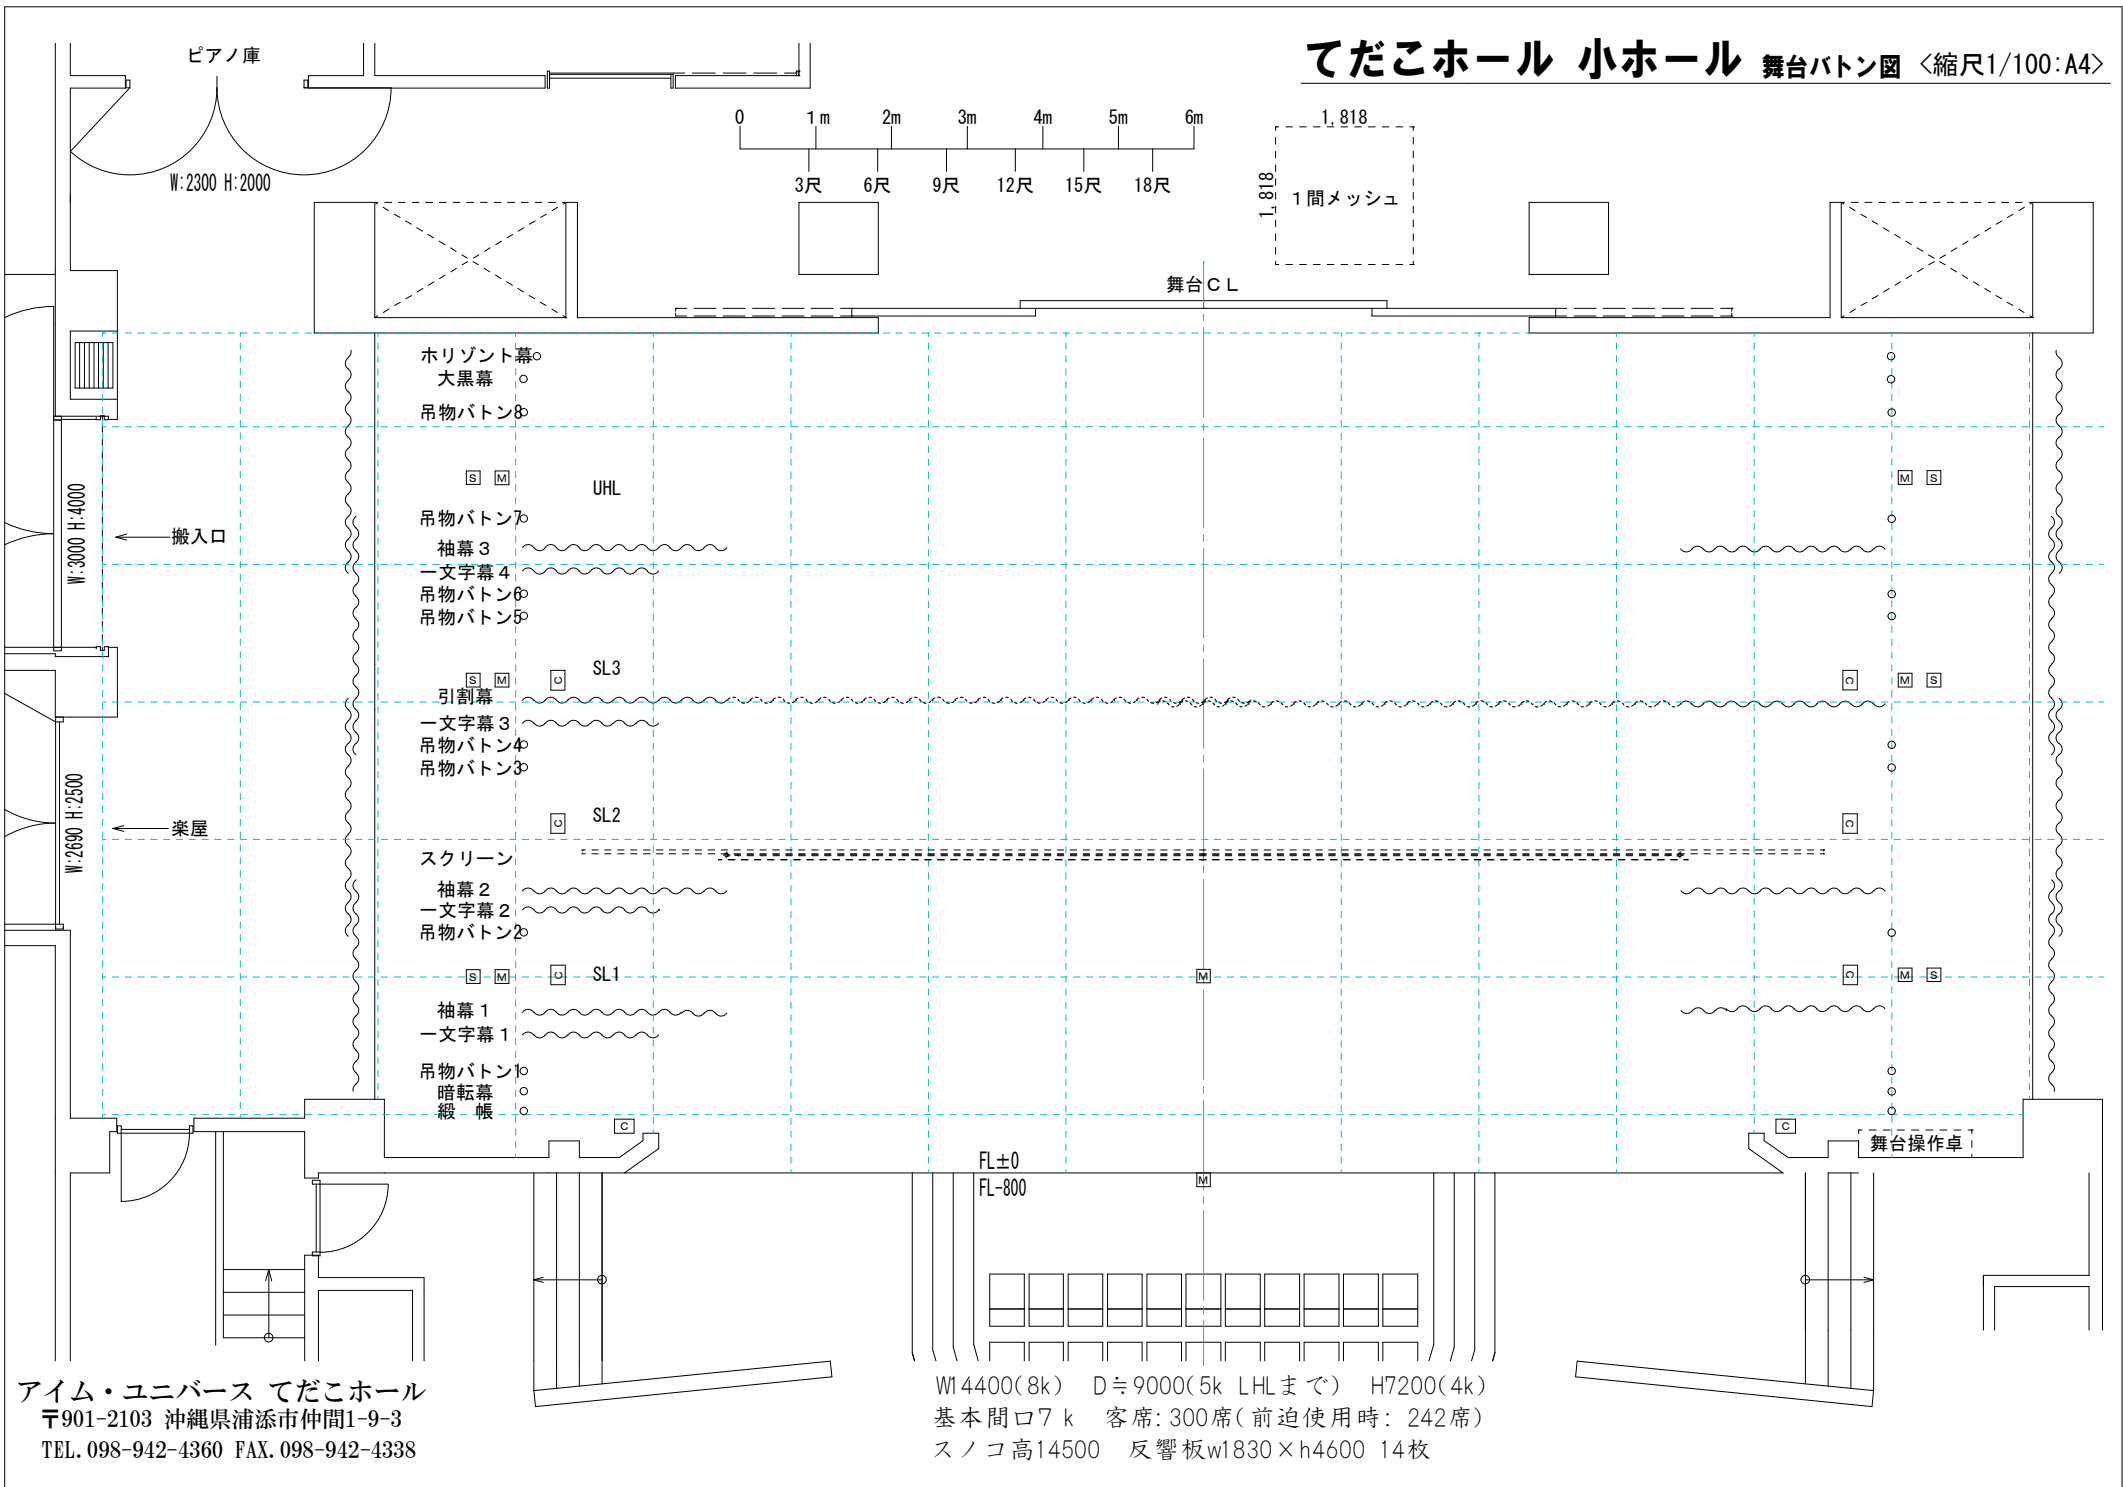 てだこホール 小ホール 舞台バトン図 <縮尺1/100:A4>
ピアノ庫
W:2300 H:2000
0 1m 2m 3m 4m 5m 6m
3尺 6尺 9尺 12尺 15尺 18尺
1,818
1,818
1間メッシュ
舞台CL
ホリゾント幕
大黒幕
吊物バトン8
S M UHL M S
吊物バトン7
W:3000 H:4000
搬入口
袖幕3
一文字幕4
吊物バトン6
吊物バトン5
S M C SL3 C M S
引割幕
一文字幕3
吊物バトン4
吊物バトン3
W:2690 H:2500
楽屋
C SL2 C
スクリーン
袖幕2
一文字幕2
吊物バトン2
S M C SL1 M C M S
袖幕1
一文字幕1
吊物バトン1
暗転幕
緞 帳
C C
舞台操作卓
FL±0
M
FL-800
アイム・ユニバース てだこホール
〒901-2103 沖縄県浦添市仲間1-9-3
TEL.098-942-4360 FAX.098-942-4338
W14400(8k) D≒9000(5k LHLまで) H7200(4k)
基本間口7k 客席:300席(前迫使用時: 242席)
スノコ高14500 反響板w1830×h4600 14枚